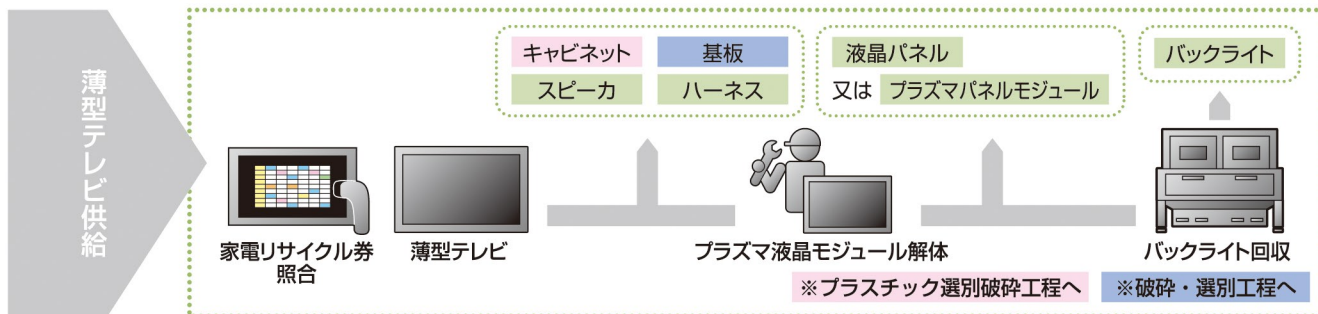 薄型テレビ供給
キャビネット
基板
スピーカ
ハーネス
液晶パネル
又は プラズマパネルモジュール
バックライト
家電リサイクル券
照合
薄型テレビ
プラズマ液晶モジュール解体
バックライト回収
※プラスチック選別破砕工程へ
※破砕・選別工程へ